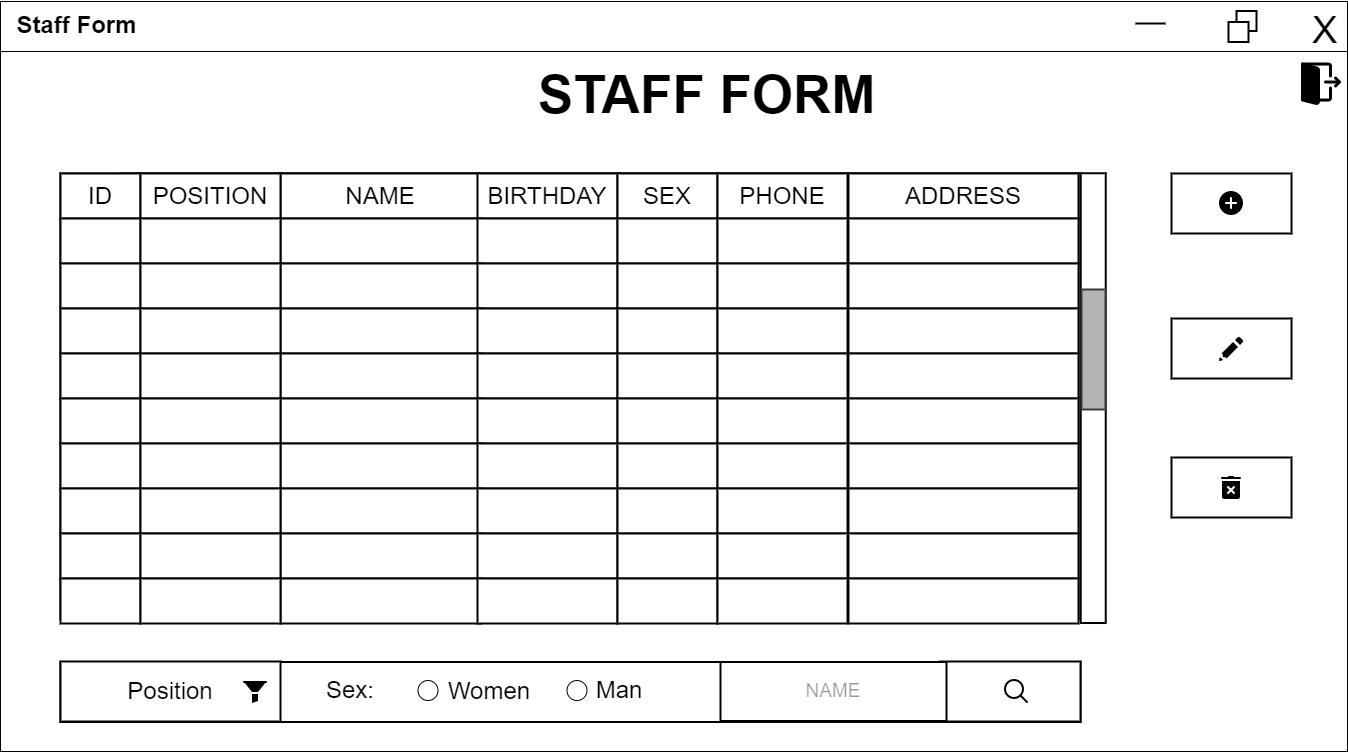 Staff Form
X
STAFF FORM
ID POSITION NAME BIRTHDAY SEX PHONE ADDRESS
Position Sex: Women Man NAME